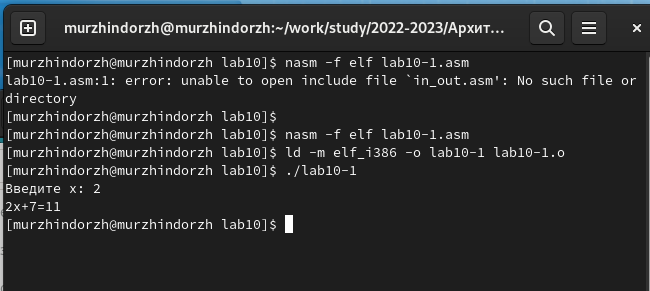 murzhindorzh@murzhindorzh:~/work/study/2022-2023/Архит...
[murzhindorzh@murzhindorzh lab10]$ nasm -f elf lab10-1.asm
lab10-1.asm:1: error: unable to open include file `in_out.asm': No such file or
directory
[murzhindorzh@murzhindorzh lab10]$
[murzhindorzh@murzhindorzh lab10]$ nasm -f elf lab10-1.asm
[murzhindorzh@murzhindorzh lab10]$ ld -m elf_i386 -o lab10-1 lab10-1.o
[murzhindorzh@murzhindorzh lab10]$ ./lab10-1
Введите x: 2
2x+7=11
[murzhindorzh@murzhindorzh lab10]$